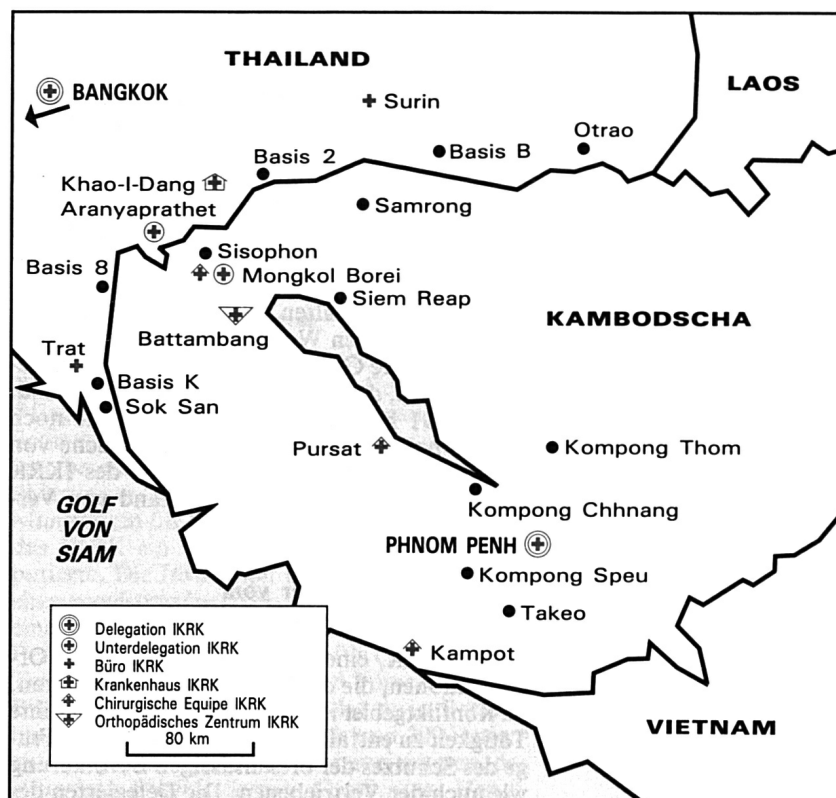 THAILAND
LAOS
BANGKOK
Surin
Otrao
Basis B
Basis 2
Khao-I-Dang
Aranyaprathet
Samrong
Sisophon
Mongkol Borei
Basis 8
Siem Reap
Battambang
KAMBODSCHA
Trat
Basis K
Sok San
Pursat
Kompong Thom
Kompong Chhnang
GOLF
VON
SIAM
PHNOM PENH
Kompong Speu
Takeo
Kampot
VIETNAM
Delegation IKRK
Unterdelegation IKRK
Büro IKRK
Krankenhaus IKRK
Chirurgische Equipe IKRK
Orthopädisches Zentrum IKRK
80 km